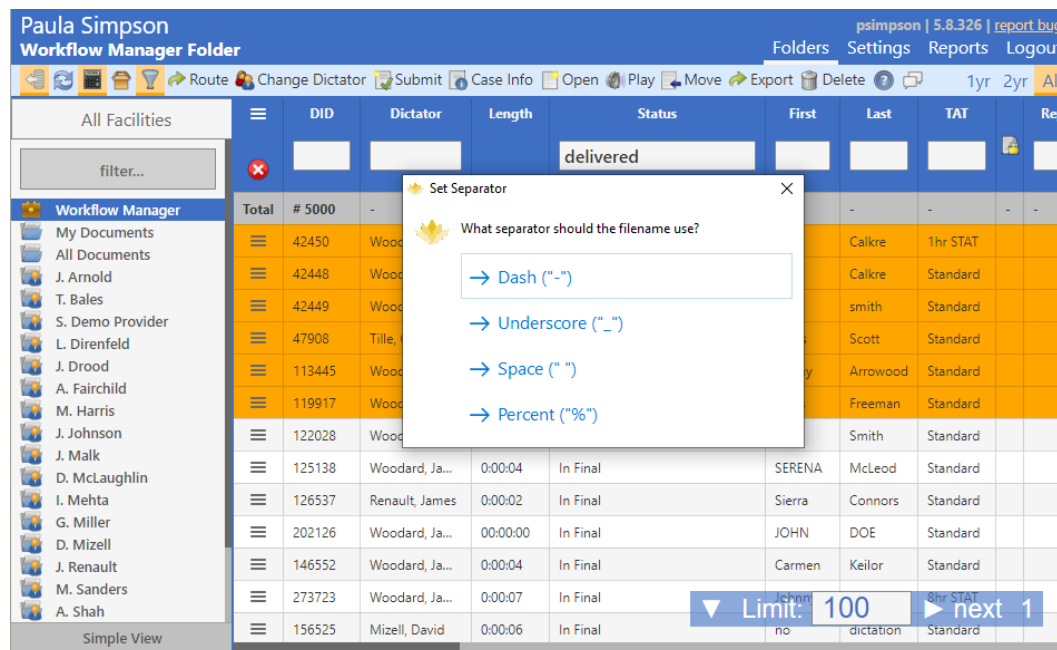 Paula Simpson
Workflow Manager Folder
psimpson | 5.8.326 | report bug
Folders Settings Reports Logout
Route Change Dictator Submit Case Info Open Play Move Export Delete 1yr 2yr
All Facilities
filter...
Workflow Manager
My Documents
All Documents
J. Arnold
T. Bales
S. Demo Provider
L. Direnfeld
J. Drood
A. Fairchild
M. Harris
J. Johnson
J. Malk
D. McLaughlin
I. Mehta
G. Miller
D. Mizell
J. Renault
M. Sanders
A. Shah
Simple View
DID Dictator Length Status First Last TAT
delivered
Total # 5000 - - - - -
42450 Calkre 1hr STAT
42448 Calkre Standard
42449 smith Standard
47908 Tille, Scott Standard
113445 Arrowood Standard
119917 Freeman Standard
122028 Smith Standard
125138 Woodard, Ja... 0:00:04 In Final SERENA McLeod Standard
126537 Renault, James 0:00:02 In Final Sierra Connors Standard
202126 Woodard, Ja... 00:00:00 In Final JOHN DOE Standard
146552 Woodard, Ja... 0:00:04 In Final Carmen Keilor Standard
273723 Woodard, Ja... 0:00:07 In Final 8hr STAT
156525 Mizell, David 0:00:06 In Final no dictation Standard
Set Separator
What separator should the filename use?
Dash ("-")
Underscore ("_")
Space (" ")
Percent ("%")
Limit: 100 next 1